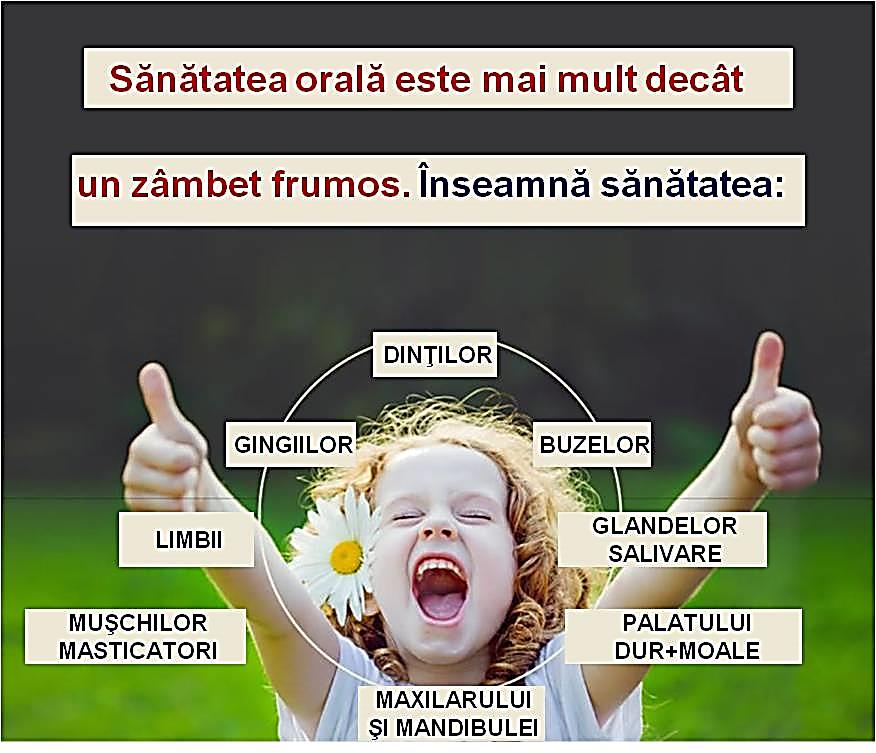 Sănătatea orală este mai mult decât
un zâmbet frumos. Înseamnă sănătatea:
DINŢILOR
GINGIILOR
BUZELOR
LIMBII
GLANDELOR
SALIVARE
MUŞCHILOR
MASTICATORI
PALATULUI
DUR+MOALE
MAXILARULUI
ŞI MANDIBULEI